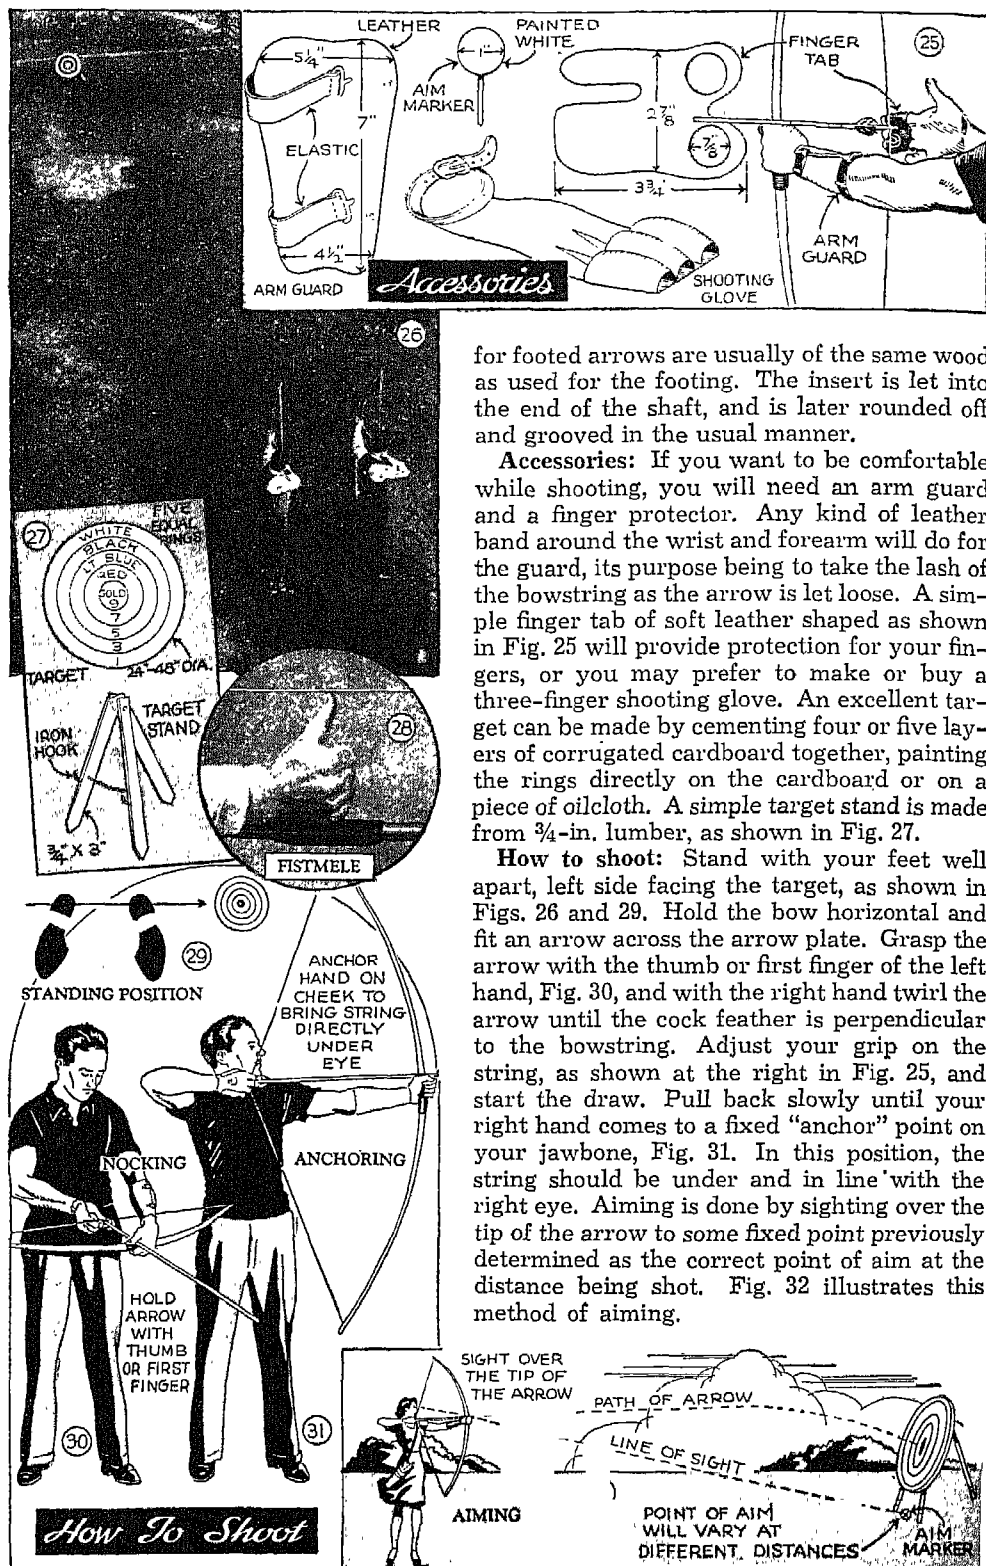 LEATHER
5¼"
7"
ELASTIC
4½"
ARM GUARD
PAINTED
WHITE
1"
AIM
MARKER
Accessories
FINGER
TAB
25
2⅞"
⅞"
3¾"
ARM
GUARD
SHOOTING
GLOVE
26
for footed arrows are usually of the same wood
as used for the footing. The insert is let into
the end of the shaft, and is later rounded off
and grooved in the usual manner.
Accessories: If you want to be comfortable
while shooting, you will need an arm guard
and a finger protector. Any kind of leather
band around the wrist and forearm will do for
the guard, its purpose being to take the lash of
the bowstring as the arrow is let loose. A sim-
ple finger tab of soft leather shaped as shown
in Fig. 25 will provide protection for your fin-
gers, or you may prefer to make or buy a
three-finger shooting glove. An excellent tar-
get can be made by cementing four or five lay-
ers of corrugated cardboard together, painting
the rings directly on the cardboard or on a
piece of oilcloth. A simple target stand is made
from ¾-in. lumber, as shown in Fig. 27.
How to shoot: Stand with your feet well
apart, left side facing the target, as shown in
Figs. 26 and 29. Hold the bow horizontal and
fit an arrow across the arrow plate. Grasp the
arrow with the thumb or first finger of the left
hand, Fig. 30, and with the right hand twirl the
arrow until the cock feather is perpendicular
to the bowstring. Adjust your grip on the
string, as shown at the right in Fig. 25, and
start the draw. Pull back slowly until your
right hand comes to a fixed “anchor” point on
your jawbone, Fig. 31. In this position, the
string should be under and in line with the
right eye. Aiming is done by sighting over the
tip of the arrow to some fixed point previously
determined as the correct point of aim at the
distance being shot. Fig. 32 illustrates this
method of aiming.
27
FIVE
EQUAL
RINGS
WHITE
BLACK
LT BLUE
RED
GOLD
9
7
5
3
1
TARGET
24"-48" DIA.
IRON
HOOK
TARGET
STAND
¾" X 2"
28
FISTMELE
29
STANDING POSITION
ANCHOR
HAND ON
CHEEK TO
BRING STRING
DIRECTLY
UNDER
EYE
NOCKING
ANCHORING
HOLD
ARROW
WITH
THUMB
OR FIRST
FINGER
30
31
How To Shoot
SIGHT OVER
THE TIP OF
THE ARROW
AIMING
PATH OF ARROW
LINE OF SIGHT
POINT OF AIM
WILL VARY AT
DIFFERENT DISTANCES
AIM
MARKER